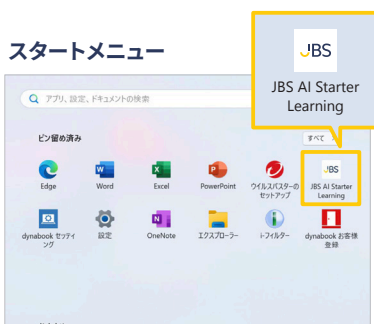 スタートメニュー
JBS
JBS AI Starter
Learning
アプリ、設定、ドキュメントの検索
ピン留め済み
すべて
Edge
Word
Excel
PowerPoint
ウイルスバスターの
セットアップ
JBS
JBS AI Starter
Learning
dynabook セッティ
ング
設定
OneNote
エクスプローラー
i-フィルター
dynabook お客様
登録